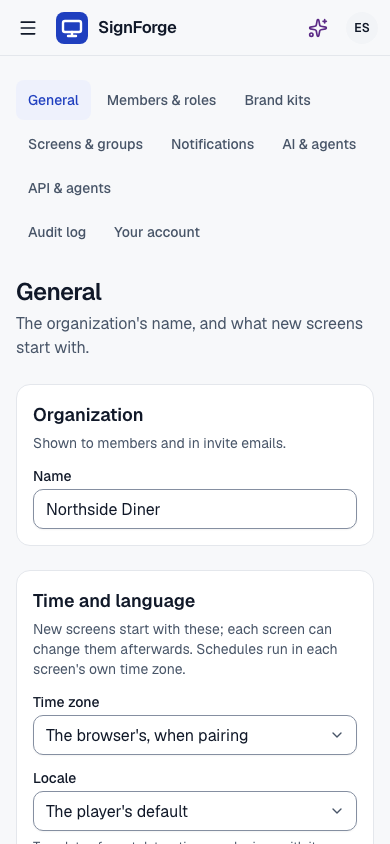 SignForge
ES
General
Members & roles
Brand kits
Screens & groups
Notifications
AI & agents
API & agents
Audit log
Your account
General
The organization's name, and what new screens
start with.
Organization
Shown to members and in invite emails.
Name
Northside Diner
Time and language
New screens start with these; each screen can
change them afterwards. Schedules run in each
screen's own time zone.
Time zone
The browser's, when pairing
Locale
The player's default